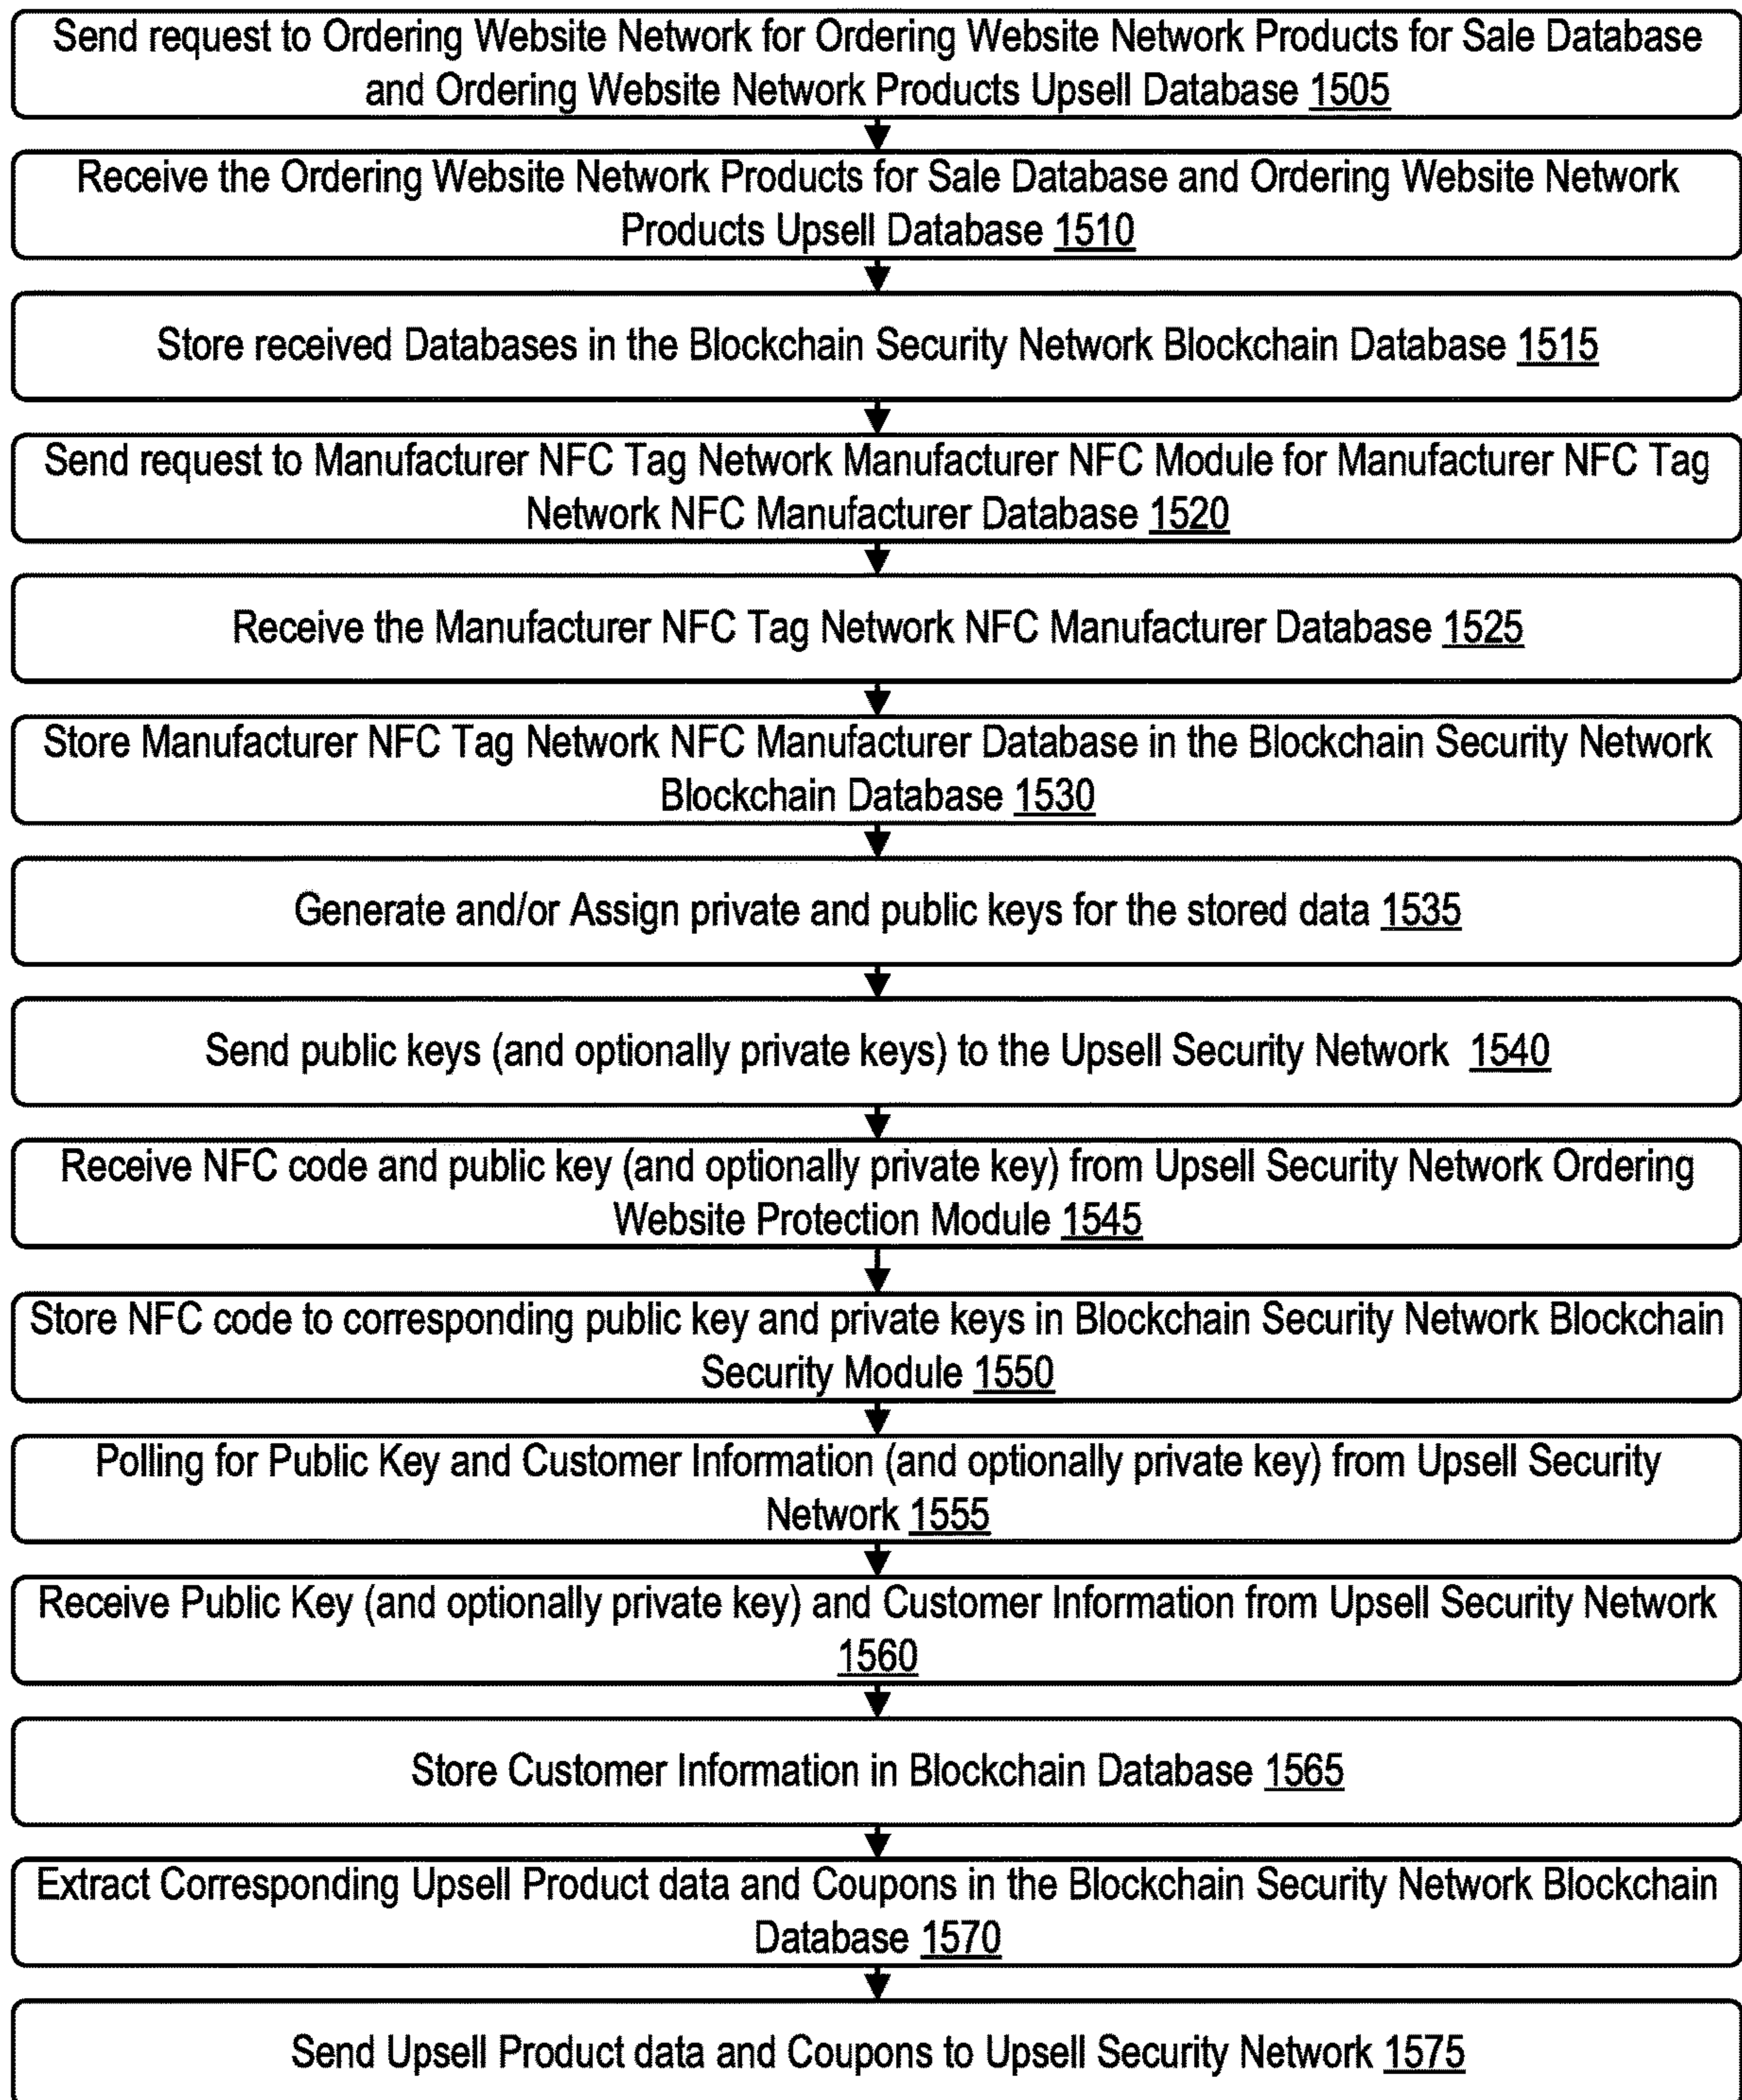 Send request to Ordering Website Network for Ordering Website Network Products for Sale Database
and Ordering Website Network Products Upsell Database 1505
Receive the Ordering Website Network Products for Sale Database and Ordering Website Network
Products Upsell Database 1510
Store received Databases in the Blockchain Security Network Blockchain Database 1515
Send request to Manufacturer NFC Tag Network Manufacturer NFC Module for Manufacturer NFC Tag
Network NFC Manufacturer Database 1520
Receive the Manufacturer NFC Tag Network NFC Manufacturer Database 1525
Store Manufacturer NFC Tag Network NFC Manufacturer Database in the Blockchain Security Network
Blockchain Database 1530
Generate and/or Assign private and public keys for the stored data 1535
Send public keys (and optionally private keys) to the Upsell Security Network 1540
Receive NFC code and public key (and optionally private key) from Upsell Security Network Ordering
Website Protection Module 1545
Store NFC code to corresponding public key and private keys in Blockchain Security Network Blockchain
Security Module 1550
Polling for Public Key and Customer Information (and optionally private key) from Upsell Security
Network 1555
Receive Public Key (and optionally private key) and Customer Information from Upsell Security Network
1560
Store Customer Information in Blockchain Database 1565
Extract Corresponding Upsell Product data and Coupons in the Blockchain Security Network Blockchain
Database 1570
Send Upsell Product data and Coupons to Upsell Security Network 1575